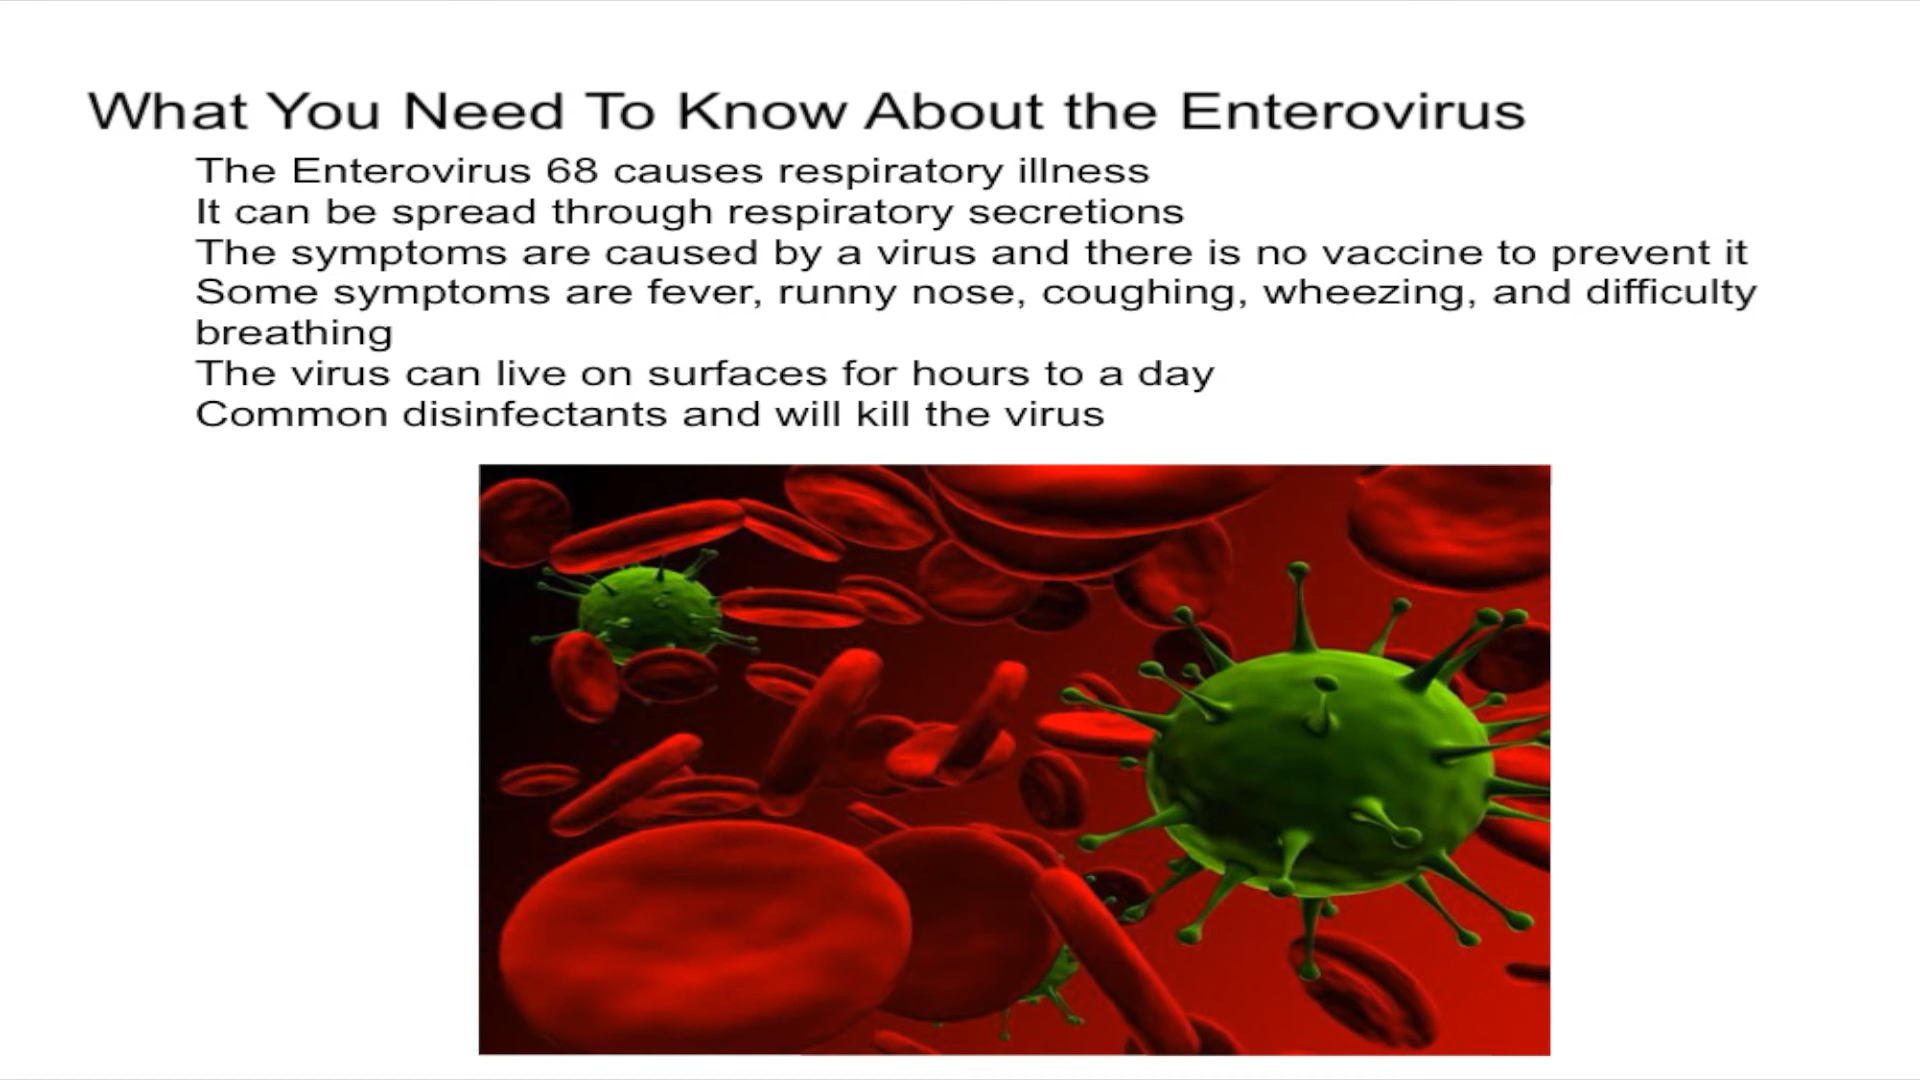 What You Need To Know About the Enterovirus
The Enterovirus 68 causes respiratory illness
It can be spread through respiratory secretions
The symptoms are caused by a virus and there is no vaccine to prevent it
Some symptoms are fever, runny nose, coughing, wheezing, and difficulty
breathing
The virus can live on surfaces for hours to a day
Common disinfectants and will kill the virus